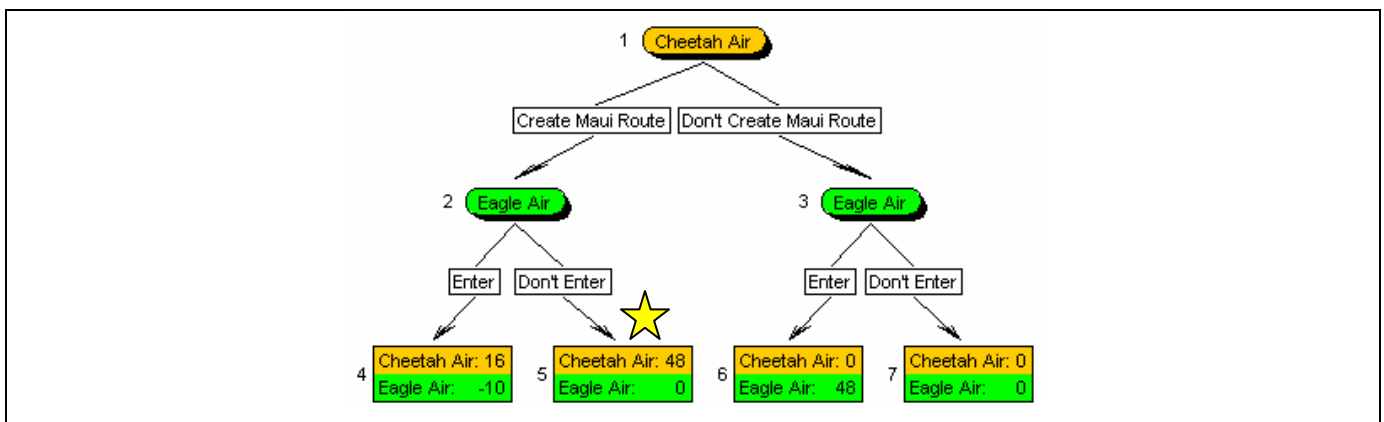 1 Cheetah Air
Create Maui Route Don't Create Maui Route
2 Eagle Air 3 Eagle Air
Enter Don't Enter Enter Don't Enter
4 Cheetah Air: 16 5 Cheetah Air: 48 6 Cheetah Air: 0 7 Cheetah Air: 0
Eagle Air: -10 Eagle Air: 0 Eagle Air: 48 Eagle Air: 0